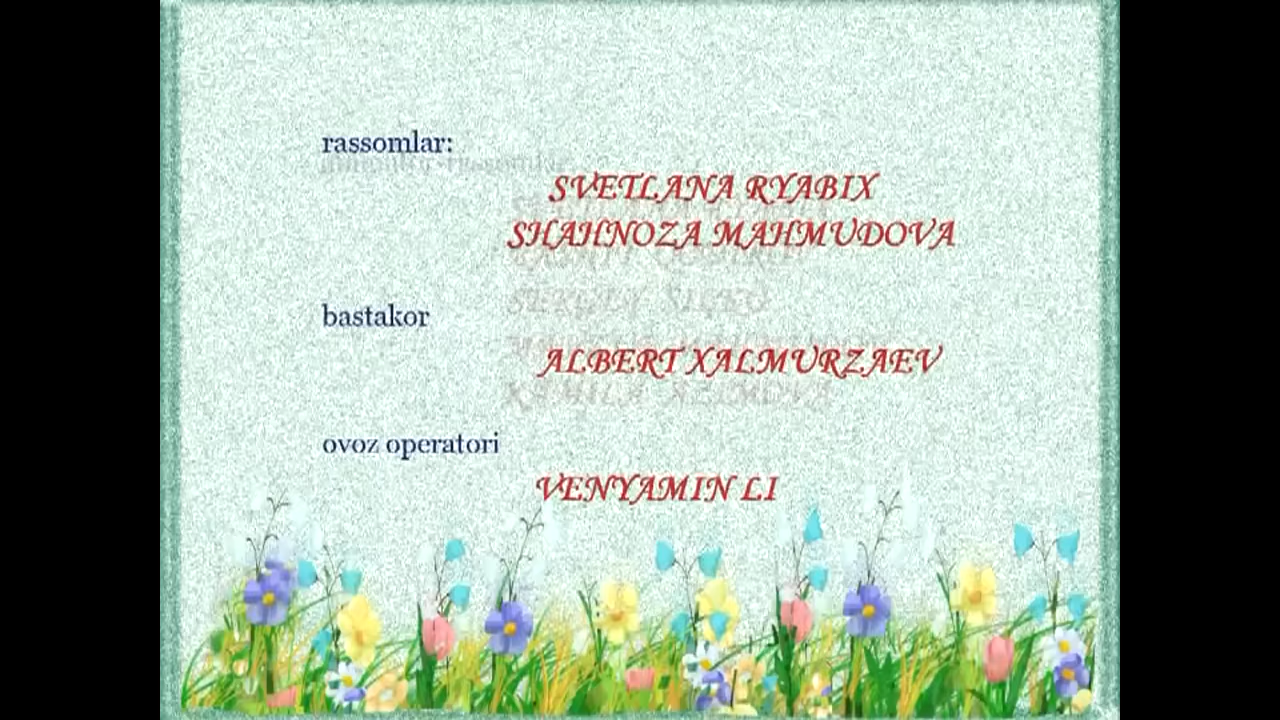 rassomlar:
SVETLANA RYABIX
SHAHNOZA MAHMUDOVA
bastakor
ALBERT XALMURZAEV
ovoz operatori
VENYAMIN LI